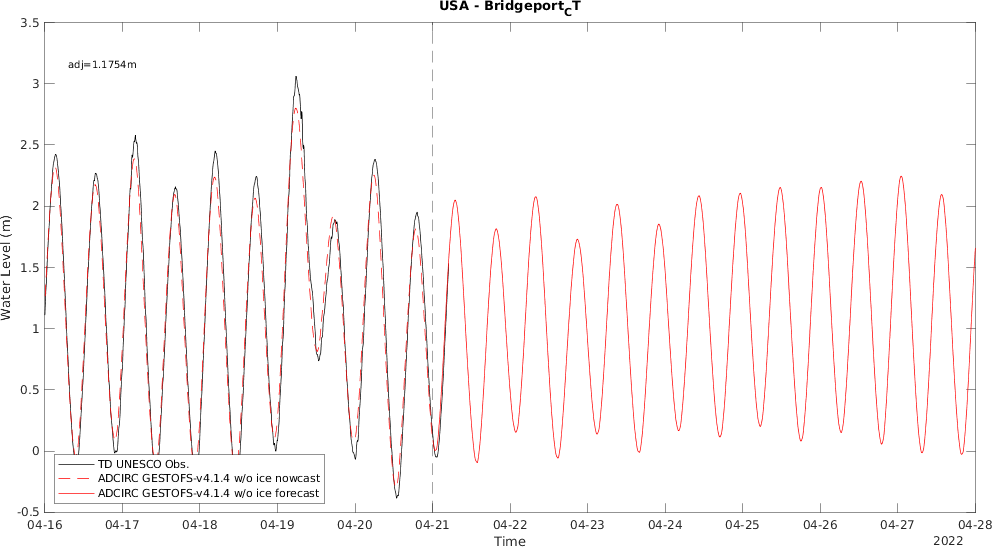 USA - Bridgeport_CT
3.5
adj=1.1754m
3
2.5
2
1.5
1
0.5
0
-0.5
Water Level (m)
TD UNESCO Obs.
ADCIRC GESTOFS-v4.1.4 w/o ice nowcast
ADCIRC GESTOFS-v4.1.4 w/o ice forecast
04-16 04-17 04-18 04-19 04-20 04-21 04-22 04-23 04-24 04-25 04-26 04-27 04-28
Time
2022